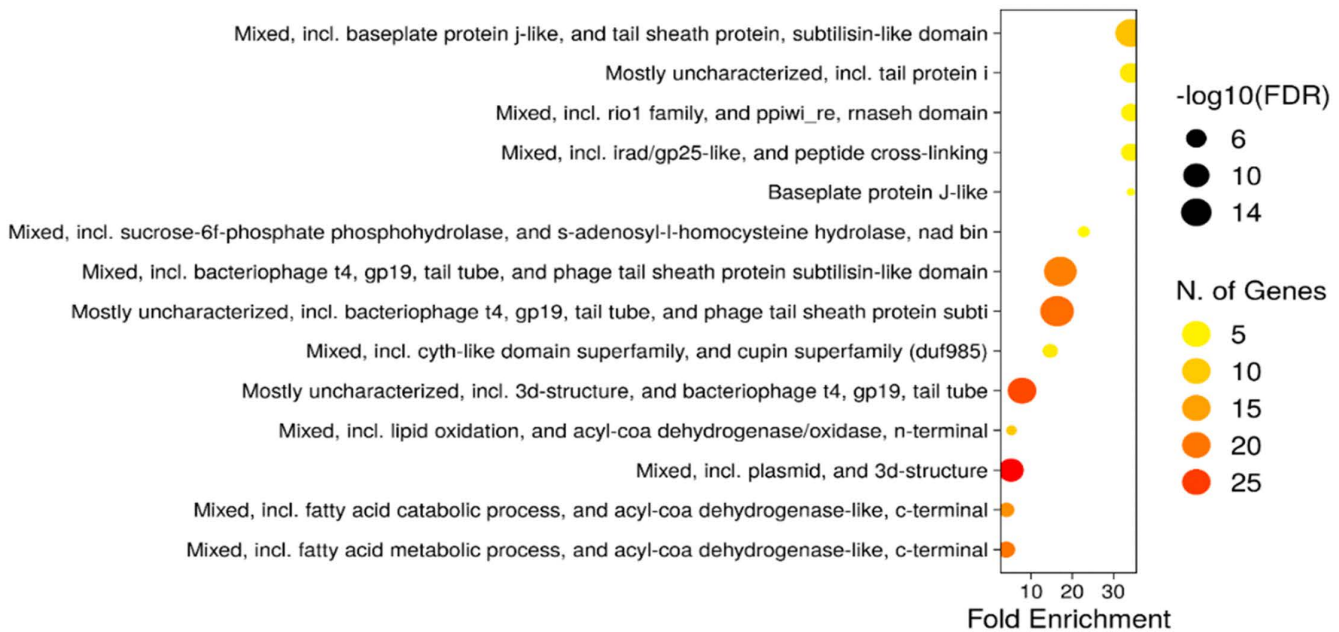 Mixed, incl. baseplate protein j-like, and tail sheath protein, subtilisin-like domain
Mostly uncharacterized, incl. tail protein i
Mixed, incl. rio1 family, and ppiwi_re, rnaseh domain
Mixed, incl. irad/gp25-like, and peptide cross-linking
Baseplate protein J-like
Mixed, incl. sucrose-6f-phosphate phosphohydrolase, and s-adenosyl-l-homocysteine hydrolase, nad bin
Mixed, incl. bacteriophage t4, gp19, tail tube, and phage tail sheath protein subtilisin-like domain
Mostly uncharacterized, incl. bacteriophage t4, gp19, tail tube, and phage tail sheath protein subti
Mixed, incl. cyth-like domain superfamily, and cupin superfamily (duf985)
Mostly uncharacterized, incl. 3d-structure, and bacteriophage t4, gp19, tail tube
Mixed, incl. lipid oxidation, and acyl-coa dehydrogenase/oxidase, n-terminal
Mixed, incl. plasmid, and 3d-structure
Mixed, incl. fatty acid catabolic process, and acyl-coa dehydrogenase-like, c-terminal
Mixed, incl. fatty acid metabolic process, and acyl-coa dehydrogenase-like, c-terminal
10 20 30
Fold Enrichment
-log10(FDR)
6
10
14
N. of Genes
5
10
15
20
25